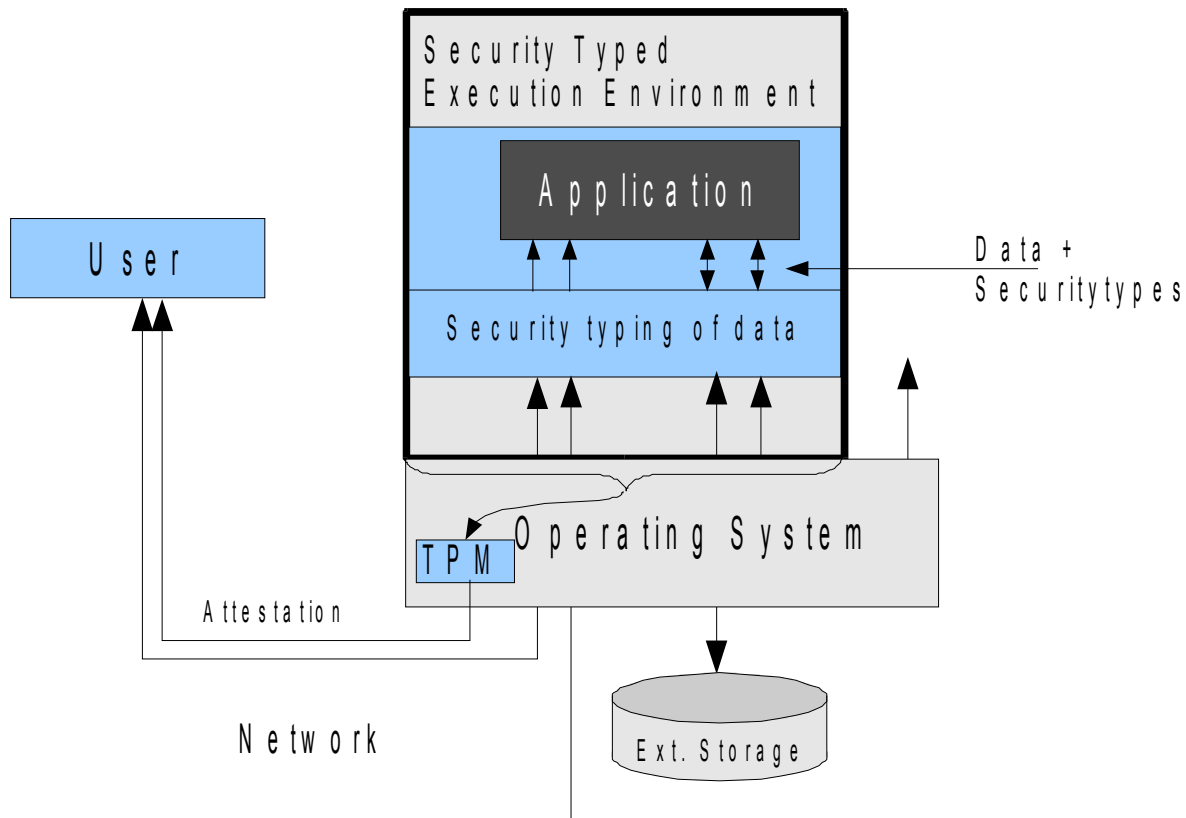 Security Typed
Execution Environment
Application
User
Data +
Securitytypes
Security typing of data
Operating System
TPM
Attestation
Network
Ext. Storage